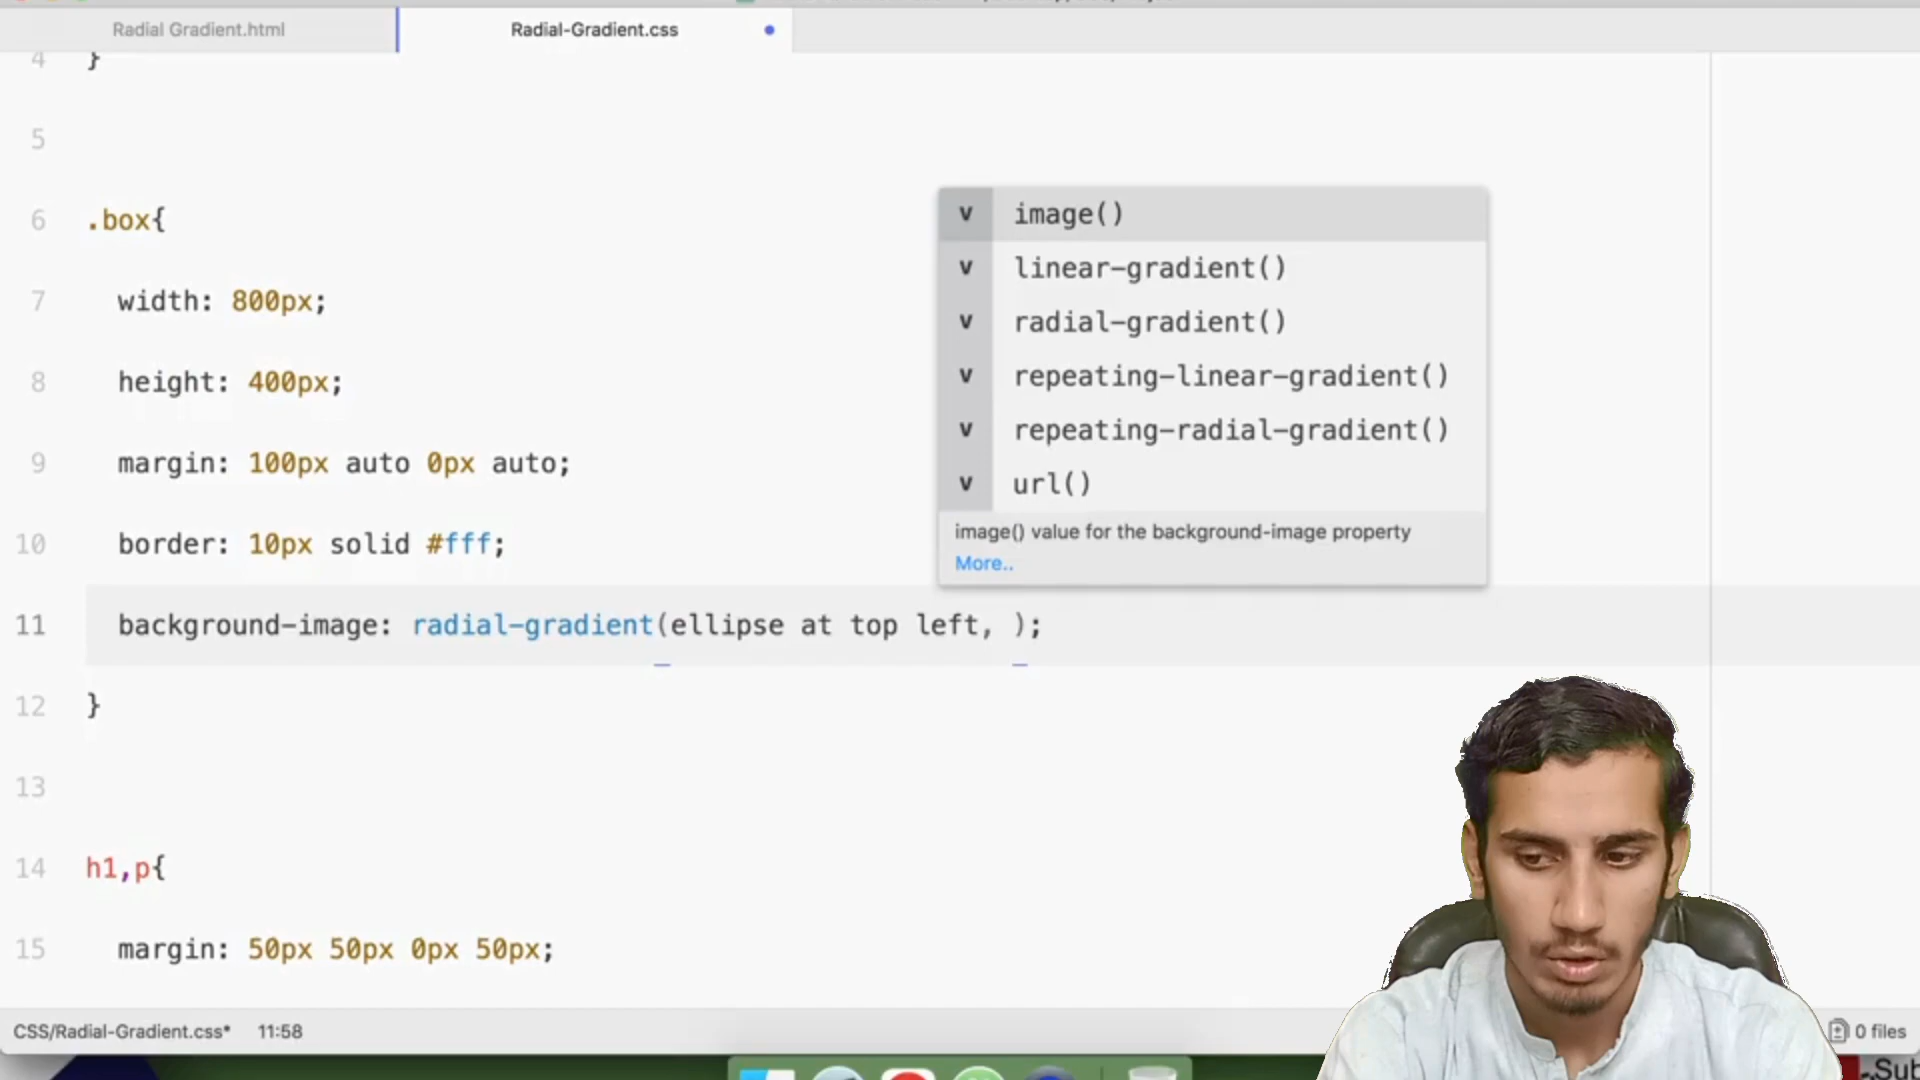 Radial Gradient.html
Radial-Gradient.css
4 }
5
6 .box{
7 width: 800px;
8 height: 400px;
9 margin: 100px auto 0px auto;
10 border: 10px solid #fff;
11 background-image: radial-gradient(ellipse at top left, );
12 }
13
14 h1,p{
15 margin: 50px 50px 0px 50px;
v image()
v linear-gradient()
v radial-gradient()
v repeating-linear-gradient()
v repeating-radial-gradient()
v url()
image() value for the background-image property
More..
CSS/Radial-Gradient.css* 11:58
0 files
Sub